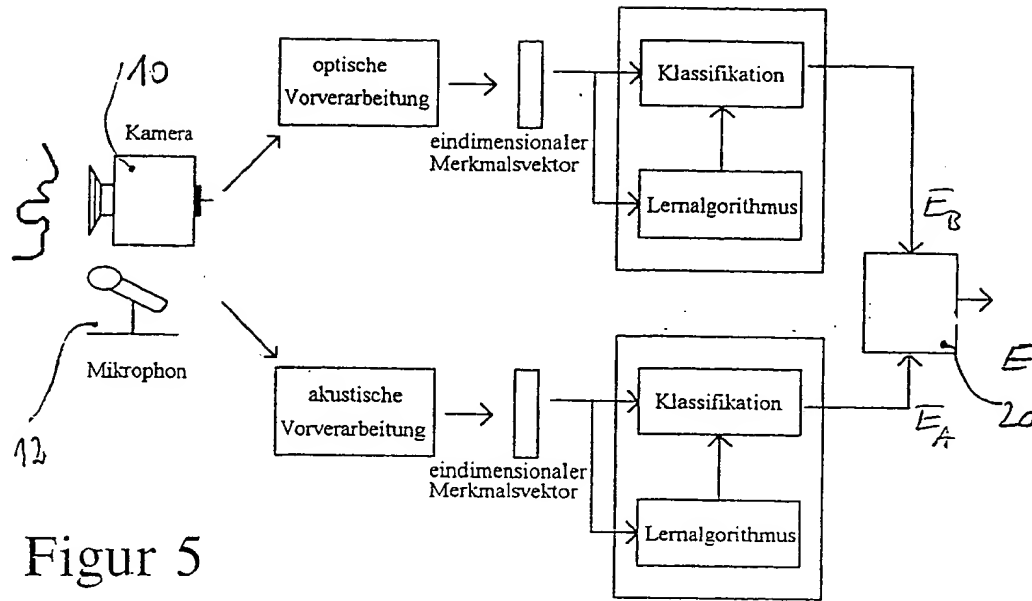 10
Kamera
optische
Vorverarbeitung
eindimensionaler
Merkmalsvektor
Klassifikation
Lernalgorithmus
E_B
12
Mikrophon
akustische
Vorverarbeitung
eindimensionaler
Merkmalsvektor
Klassifikation
Lernalgorithmus
E_A
E
20
Figur 5